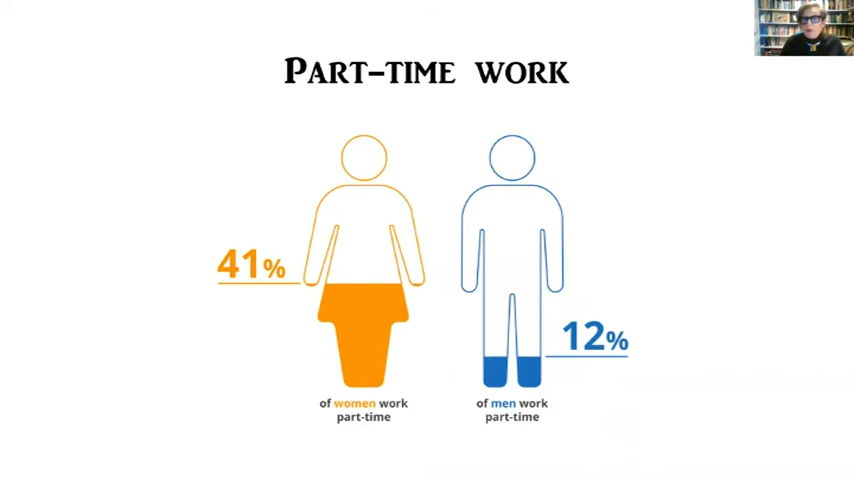 PART-TIME WORK
41%
12%
of women work
part-time
of men work
part-time